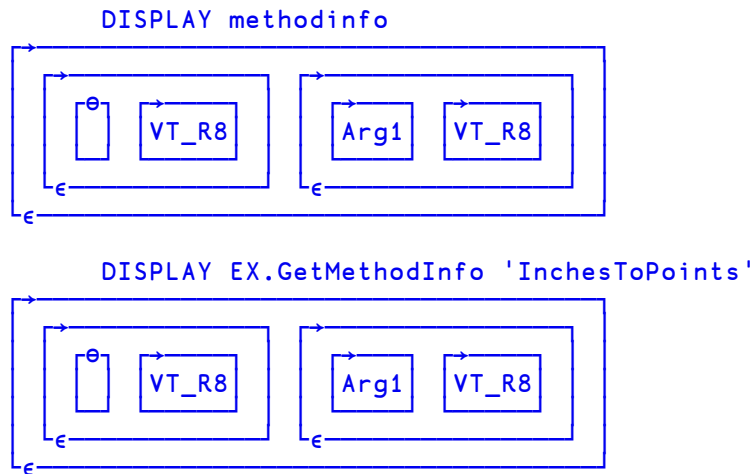 DISPLAY methodinfo
┌→────────────────────────────────────┐
│ ┌→─────────────┐ ┌→───────────────┐ │
│ │ ┌⊖┐ ┌→────┐ │ │ ┌→───┐ ┌→────┐ │ │
│ │ │ │ │VT_R8│ │ │ │Arg1│ │VT_R8│ │ │
│ │ └─┘ └─────┘ │ │ └────┘ └─────┘ │ │
│ └∊─────────────┘ └∊───────────────┘ │
└∊────────────────────────────────────┘
DISPLAY EX.GetMethodInfo 'InchesToPoints'
┌→────────────────────────────────────┐
│ ┌→─────────────┐ ┌→───────────────┐ │
│ │ ┌⊖┐ ┌→────┐ │ │ ┌→───┐ ┌→────┐ │ │
│ │ │ │ │VT_R8│ │ │ │Arg1│ │VT_R8│ │ │
│ │ └─┘ └─────┘ │ │ └────┘ └─────┘ │ │
│ └∊─────────────┘ └∊───────────────┘ │
└∊────────────────────────────────────┘